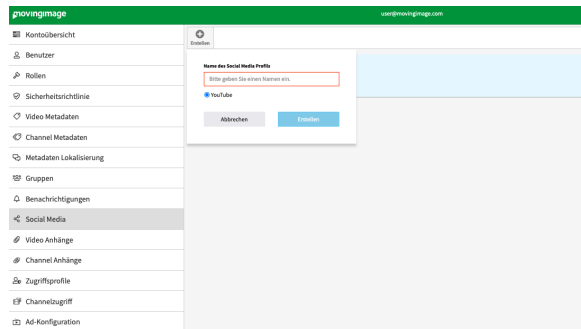 movingimage
user@movingimage.com
Kontoübersicht
Benutzer
Rollen
Sicherheitsrichtlinie
Video Metadaten
Channel Metadaten
Metadaten Lokalisierung
Gruppen
Benachrichtigungen
Social Media
Video Anhänge
Channel Anhänge
Zugriffsprofile
Channelzugriff
Ad-Konfiguration
Erstellen
Name des Social Media Profils
Bitte geben Sie einen Namen ein.
YouTube
Abbrechen Erstellen